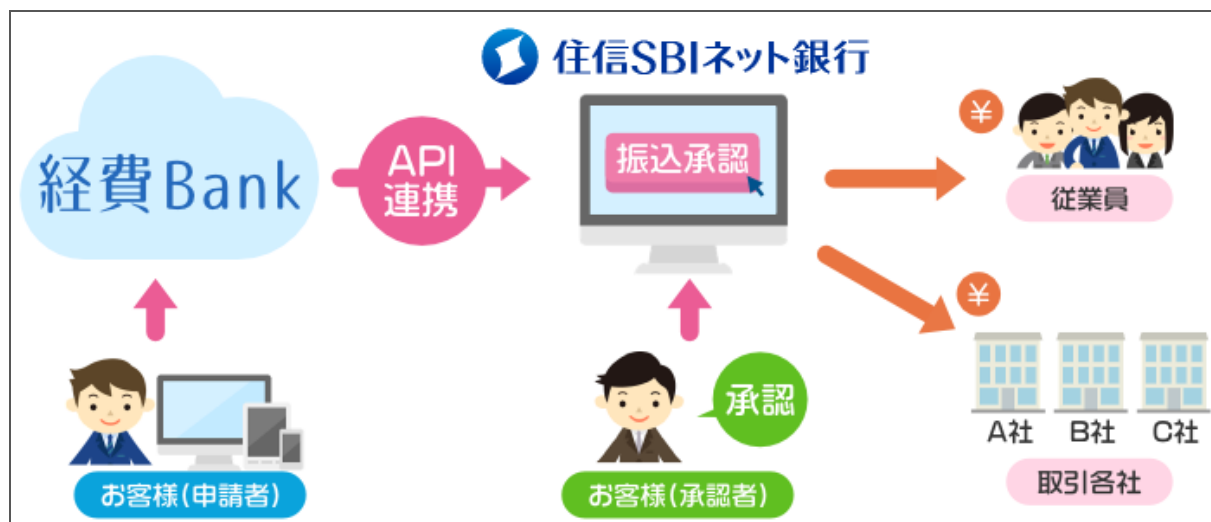 住信SBIネット銀行
経費Bank
API
連携
振込承認
¥
従業員
¥
承認
A社
B社
C社
お客様(申請者)
お客様(承認者)
取引各社